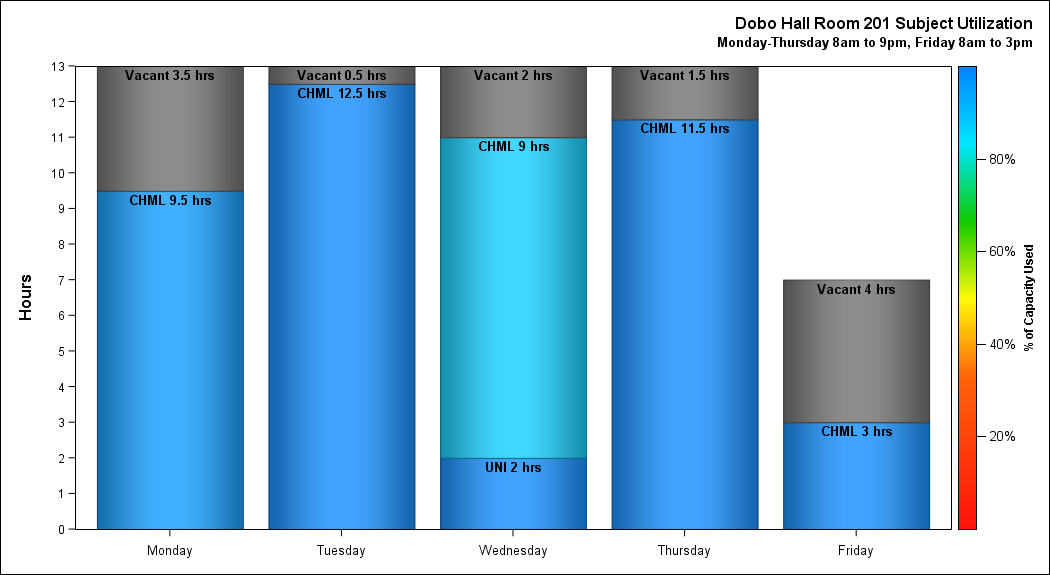 Dobo Hall Room 201 Subject Utilization
Monday-Thursday 8am to 9pm, Friday 8am to 3pm
Hours
13
12
11
10
9
8
7
6
5
4
3
2
1
0
Vacant 3.5 hrs
CHML 9.5 hrs
Vacant 0.5 hrs
CHML 12.5 hrs
Vacant 2 hrs
CHML 9 hrs
UNI 2 hrs
Vacant 1.5 hrs
CHML 11.5 hrs
Vacant 4 hrs
CHML 3 hrs
Monday
Tuesday
Wednesday
Thursday
Friday
80%
60%
40%
20%
% of Capacity Used